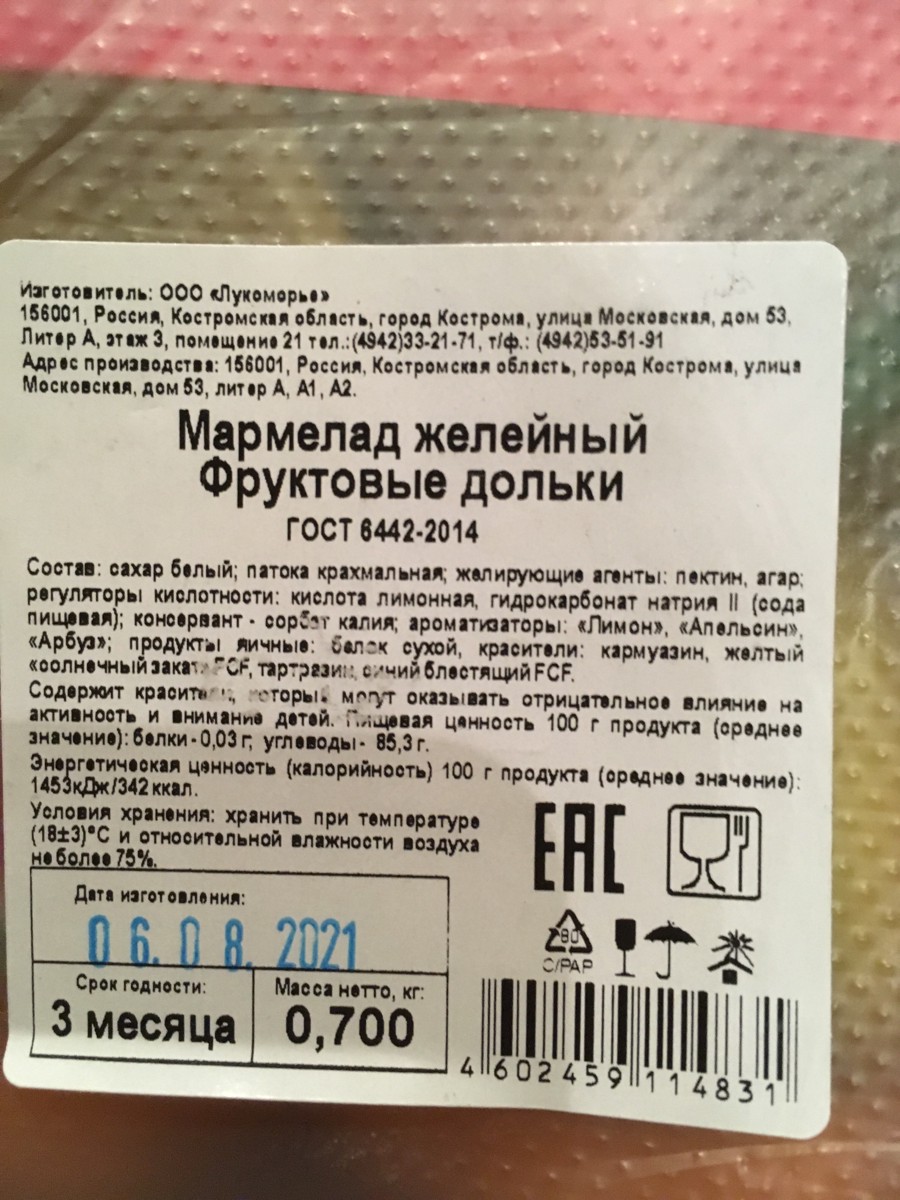 Изготовитель: ООО «Лукоморье»
156001, Россия, Костромская область, город Кострома, улица Московская, дом 53,
Литер А, этаж 3, помещение 21 тел.:(4942)33-21-71, т/ф.: (4942)53-51-91
Адрес производства: 156001, Россия, Костромская область, город Кострома, улица
Московская, дом 53, литер А, А1, А2.
Мармелад желейный
Фруктовые дольки
ГОСТ 6442-2014
Состав: сахар белый; патока крахмальная; желирующие агенты: пектин, агар;
регуляторы кислотности: кислота лимонная, гидрокарбонат натрия II (сода
пищевая); консервант - сорбат калия; ароматизаторы: «Лимон», «Апельсин»,
«Арбуз»; продукты яичные: белок сухой, красители: кармуазин, желтый
«солнечный закат» FCF, тартразин, синий блестящий FCF.
Содержит красители, которые могут оказывать отрицательное влияние на
активность и внимание детей. Пищевая ценность 100 г продукта (среднее
значение): белки - 0,03 г, углеводы - 85,3 г.
Энергетическая ценность (калорийность) 100 г продукта (среднее значение):
1453кДж/342 ккал.
Условия хранения: хранить при температуре
(18±3)°С и относительной влажности воздуха
не более 75%.
EAC
Дата изготовления:
06.08.2021
80
C/PAP
Срок годности:
3 месяца
Масса нетто, кг:
0,700
4 602459 114831